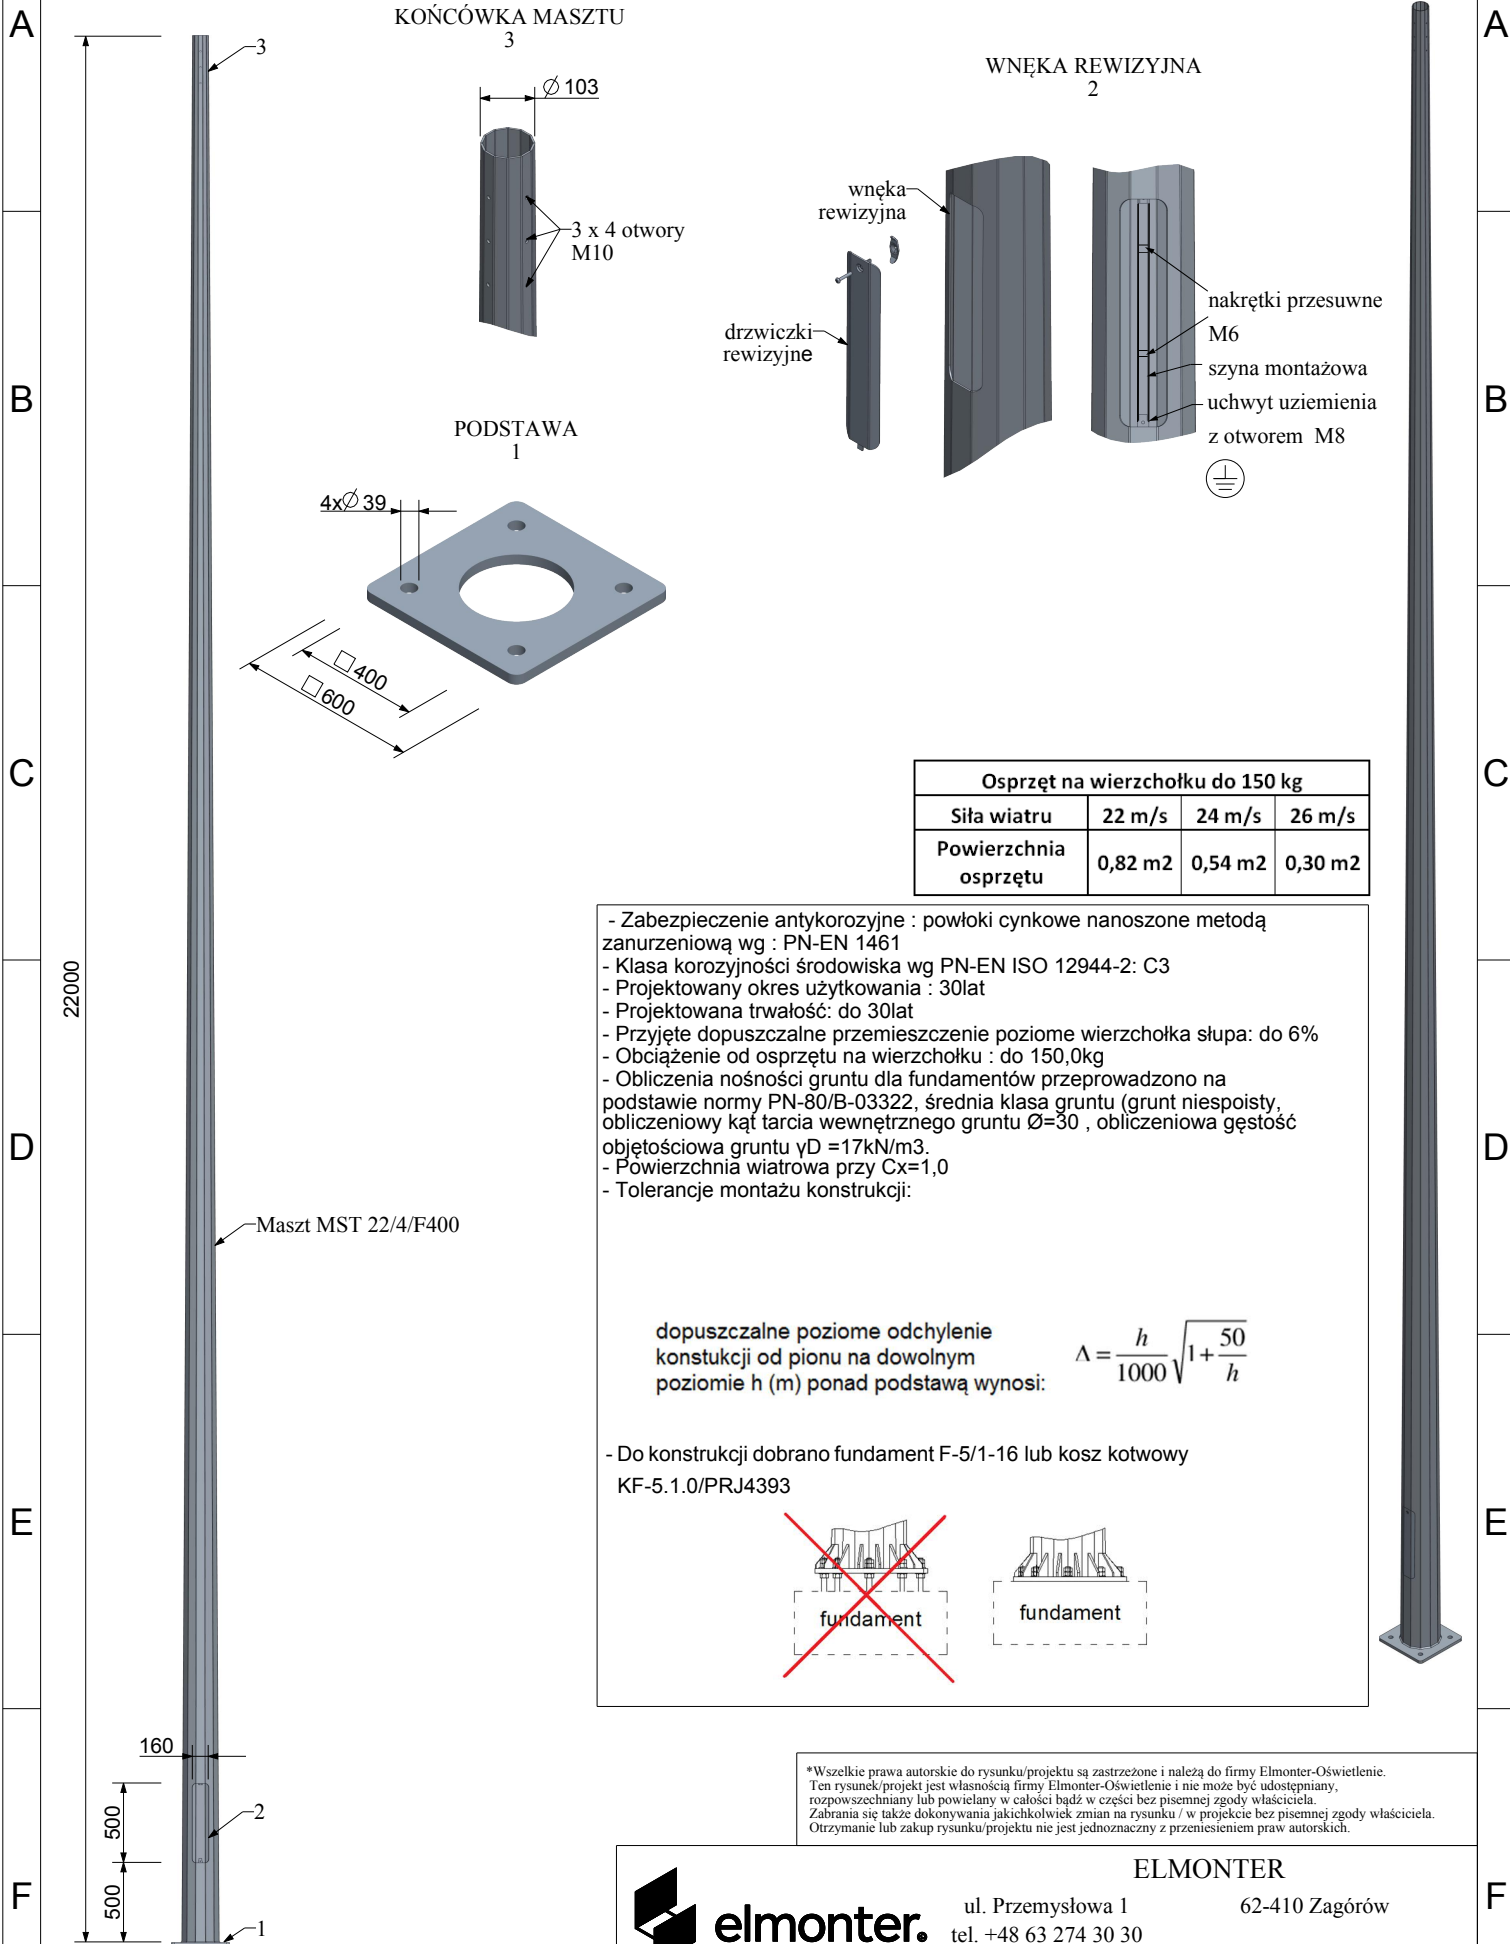 A
A
KOŃCÓWKA MASZTU
3
3
Ø 103
3 x 4 otwory
M10
WNĘKA REWIZYJNA
2
wnęka
rewizyjna
drzwiczki
rewizyjne
nakrętki przesuwne
M6
szyna montażowa
uchwyt uziemienia
z otworem M8
B
B
PODSTAWA
1
4xØ 39
□ 400
□ 600
C
C
Osprzęt na wierzchołku do 150 kg
Siła wiatru 22 m/s 24 m/s 26 m/s
Powierzchnia
osprzętu 0,82 m2 0,54 m2 0,30 m2
22000
- Zabezpieczenie antykorozyjne : powłoki cynkowe nanoszone metodą
zanurzeniową wg : PN-EN 1461
- Klasa korozyjności środowiska wg PN-EN ISO 12944-2: C3
- Projektowany okres użytkowania : 30lat
- Projektowana trwałość: do 30lat
- Przyjęte dopuszczalne przemieszczenie poziome wierzchołka słupa: do 6%
- Obciążenie od osprzętu na wierzchołku : do 150,0kg
- Obliczenia nośności gruntu dla fundamentów przeprowadzono na
podstawie normy PN-80/B-03322, średnia klasa gruntu (grunt niespoisty,
obliczeniowy kąt tarcia wewnętrznego gruntu Ø=30 , obliczeniowa gęstość
objętościowa gruntu γD =17kN/m3.
- Powierzchnia wiatrowa przy Cx=1,0
- Tolerancje montażu konstrukcji:
D
D
Maszt MST 22/4/F400
dopuszczalne poziome odchylenie
konstukcji od pionu na dowolnym
poziomie h (m) ponad podstawą wynosi:
Δ = h/1000 √(1 + 50/h)
- Do konstrukcji dobrano fundament F-5/1-16 lub kosz kotwowy
KF-5.1.0/PRJ4393
E
E
fundament
fundament
160
500
2
500
1
*Wszelkie prawa autorskie do rysunku/projektu są zastrzeżone i należą do firmy Elmonter-Oświetlenie.
Ten rysunek/projekt jest własnością firmy Elmonter-Oświetlenie i nie może być udostępniany,
rozpowszechniany lub powielany w całości bądź w części bez pisemnej zgody właściciela.
Zabrania się także dokonywania jakichkolwiek zmian na rysunku / w projekcie bez pisemnej zgody właściciela.
Otrzymanie lub zakup rysunku/projektu nie jest jednoznaczny z przeniesieniem praw autorskich.
F
F
elmonter.
ELMONTER
ul. Przemysłowa 1 62-410 Zagórów
tel. +48 63 274 30 30